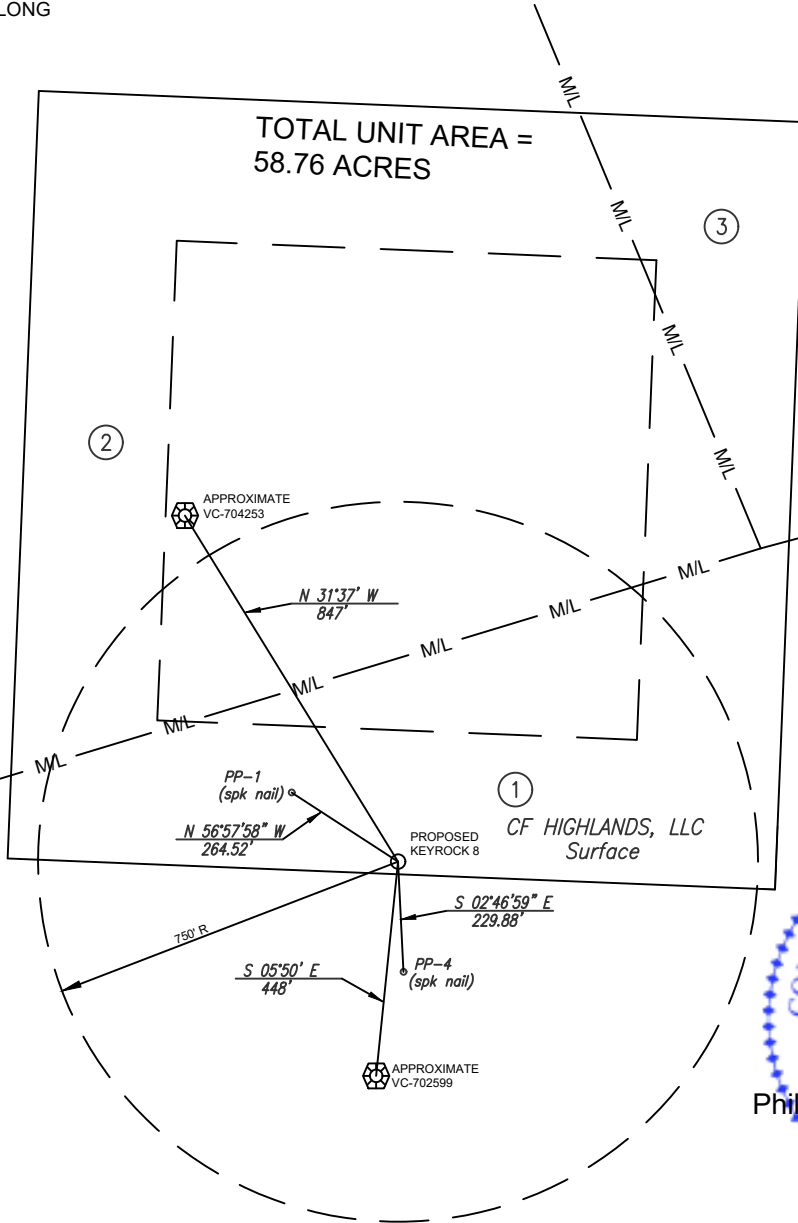 LONG
M/L
TOTAL UNIT AREA =
58.76 ACRES
M/L
3
M/L
2
M/L
APPROXIMATE
VC-704253
M/L
N 31°37' W
847'
M/L
M/L
M/L
M/L
M/L
PP-1
(spk nail)
1
CF HIGHLANDS, LLC
Surface
N 56°57'58" W
264.52'
PROPOSED
KEYROCK 8
S 02°46'59" E
229.88'
750' R
S 05°50' E
448'
PP-4
(spk nail)
APPROXIMATE
VC-702599
Phil